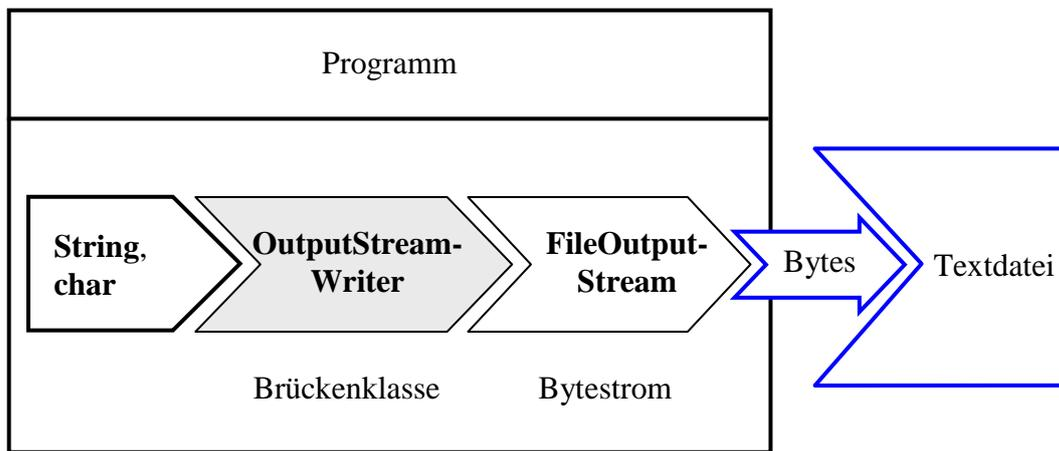 Programm
String,
char
OutputStream-
Writer
FileOutput-
Stream
Bytes
Textdatei
Brückenklasse
Bytestrom